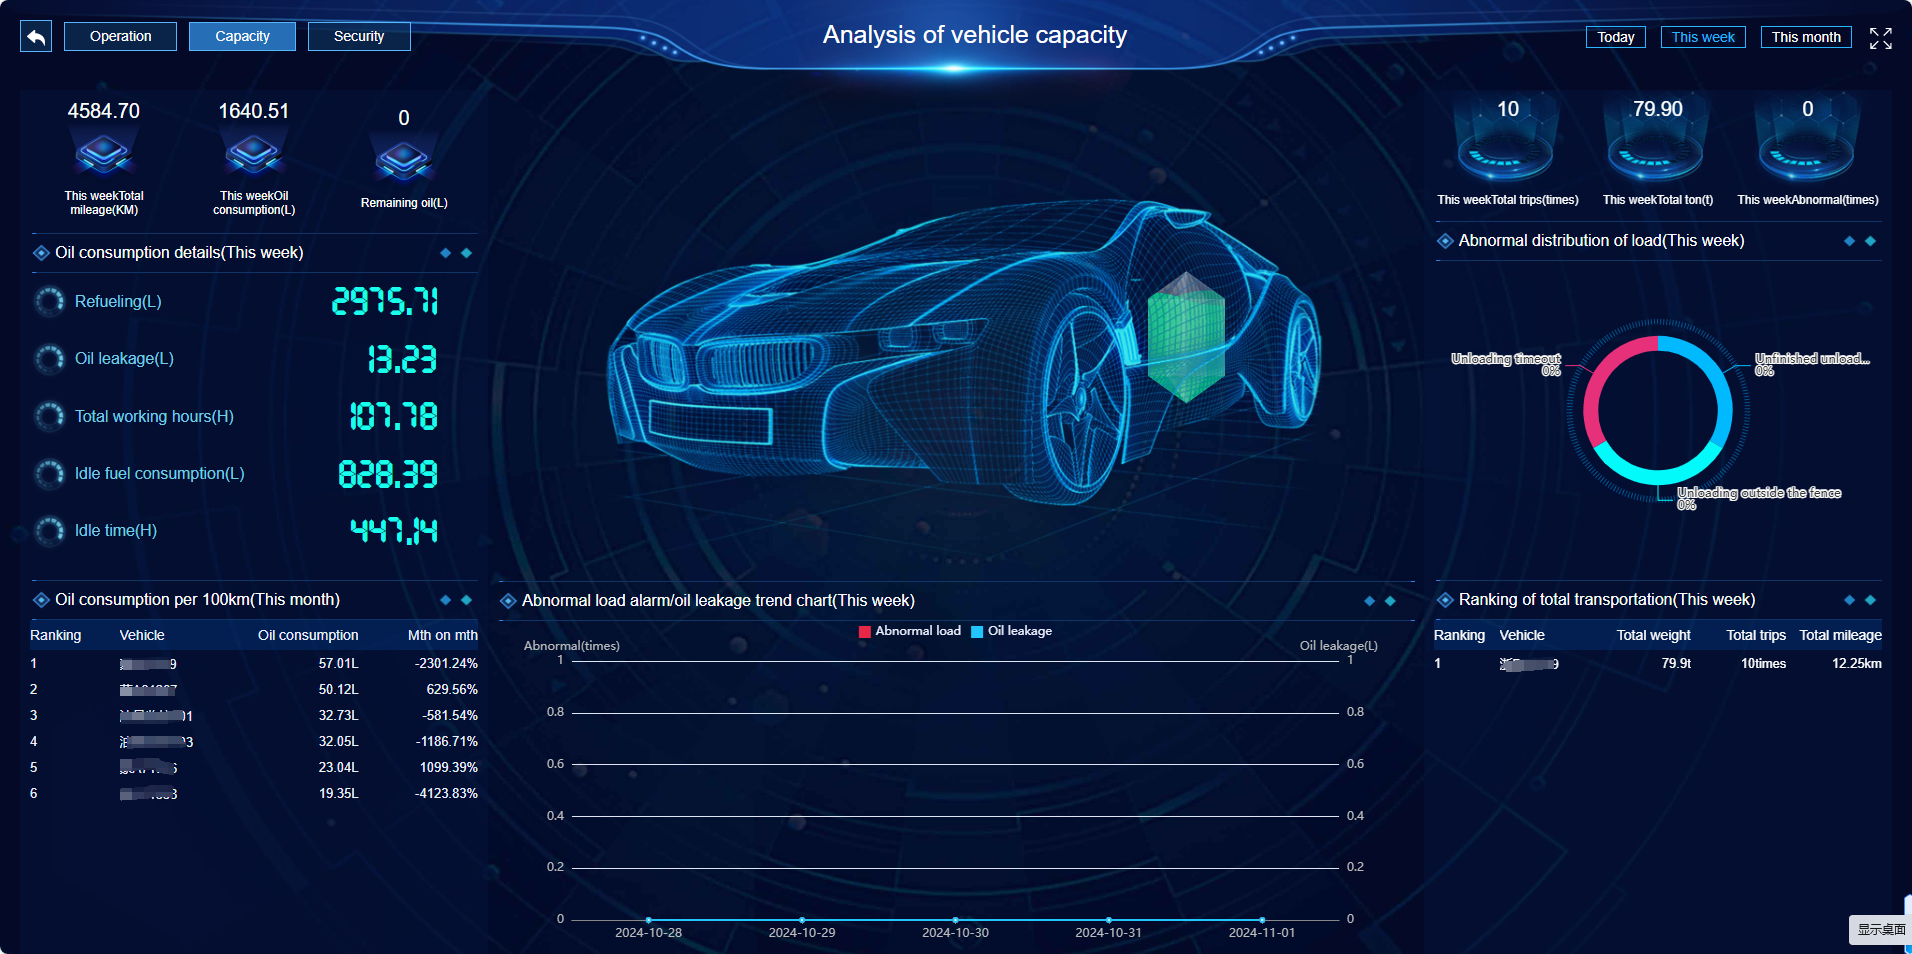 Operation
Capacity
Security
Analysis of vehicle capacity
Today
This week
This month
4584.70
This weekTotal
mileage(KM)
1640.51
This weekOil
consumption(L)
0
Remaining oil(L)
10
This weekTotal trips(times)
79.90
This weekTotal ton(t)
0
This weekAbnormal(times)
Oil consumption details(This week)
Refueling(L) 2975.71
Oil leakage(L) 13.23
Total working hours(H) 107.78
Idle fuel consumption(L) 828.39
Idle time(H) 447.14
Abnormal distribution of load(This week)
Unloading timeout
0%
Unfinished unload...
0%
Unloading outside the fence
0%
Oil consumption per 100km(This month)
Ranking Vehicle Oil consumption Mth on mth
1 9 57.01L -2301.24%
2 50.12L 629.56%
3 01 32.73L -581.54%
4 3 32.05L -1186.71%
5 23.04L 1099.39%
6 19.35L -4123.83%
Abnormal load alarm/oil leakage trend chart(This week)
Abnormal load Oil leakage
Abnormal(times) Oil leakage(L)
1 1
0.8 0.8
0.6 0.6
0.4 0.4
0.2 0.2
0 0
2024-10-28 2024-10-29 2024-10-30 2024-10-31 2024-11-01
Ranking of total transportation(This week)
Ranking Vehicle Total weight Total trips Total mileage
1 浙 9 79.9t 10times 12.25km
显示桌面